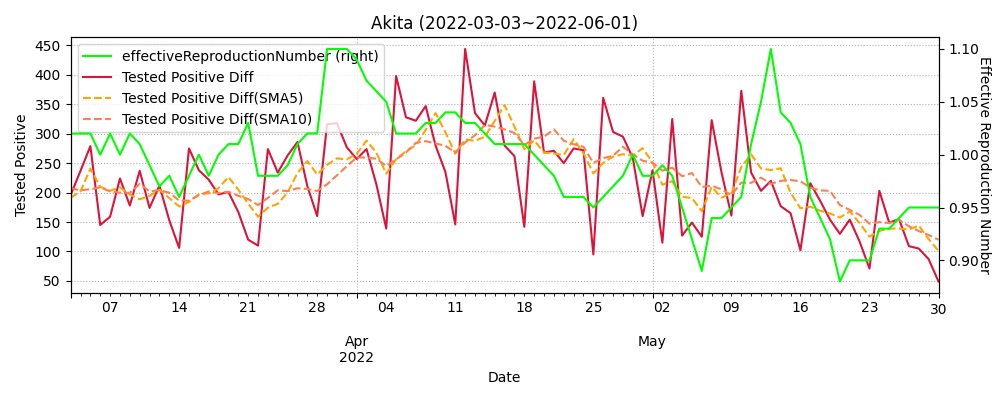 Akita (2022-03-03~2022-06-01)
effectiveReproductionNumber (right)
Tested Positive Diff
Tested Positive Diff(SMA5)
Tested Positive Diff(SMA10)
Tested Positive
450
400
350
300
250
200
150
100
50
1.10
1.05
1.00
0.95
0.90
Effective Reproduction Number
07 14 21 28 04 11 18 25 02 09 16 23 30
Apr May
2022
Date